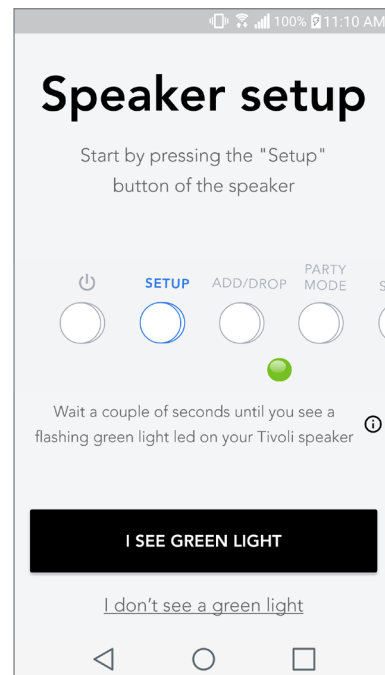 100% 11:10 AM
Speaker setup
Start by pressing the "Setup"
button of the speaker
SETUP ADD/DROP PARTY MODE S
Wait a couple of seconds until you see a
flashing green light led on your Tivoli speaker
I SEE GREEN LIGHT
I don't see a green light